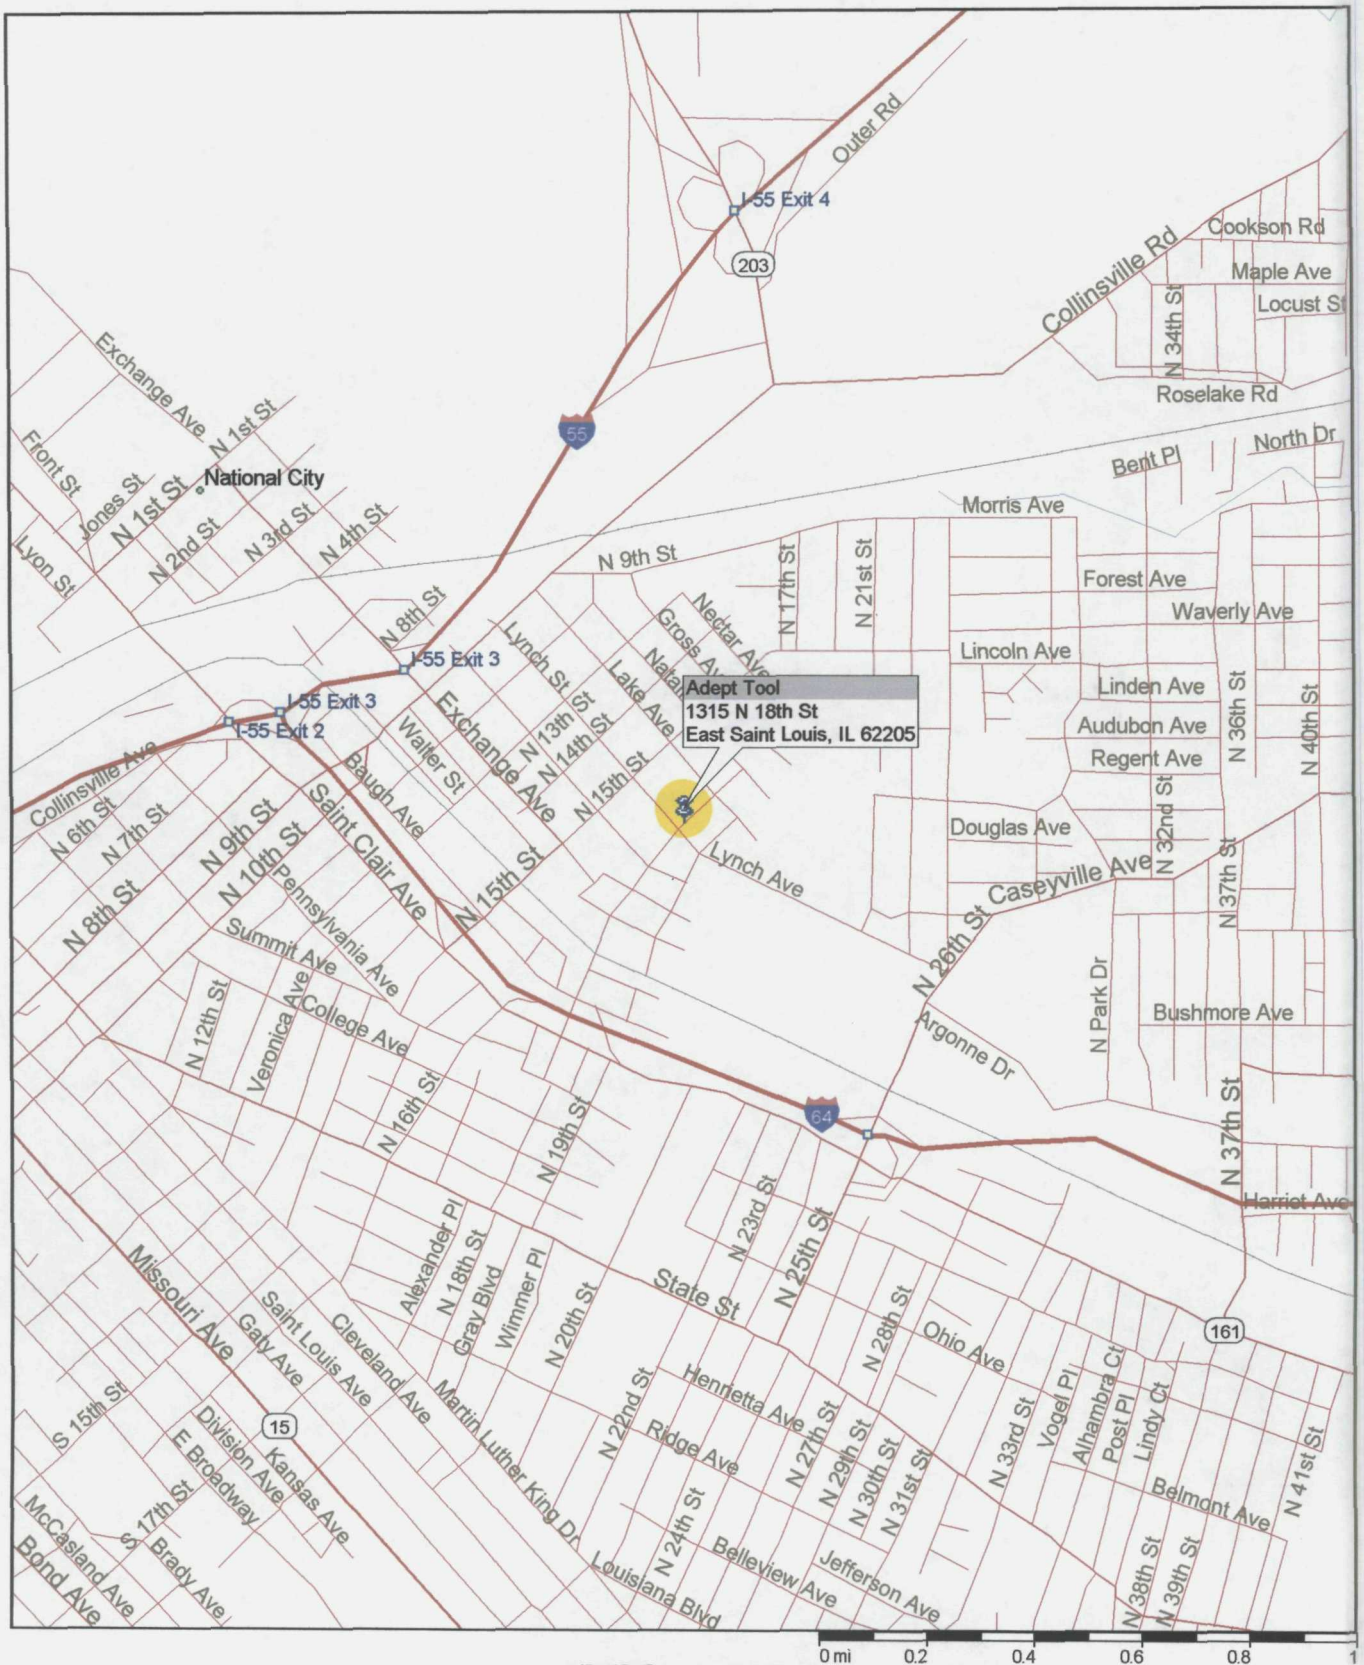 Outer Rd
I-55 Exit 4
Cookson Rd
203
Collinsville Rd
Maple Ave
Locust St
N 34th St
Exchange Ave
Roselake Rd
N 1st St
55
Front St
North Dr
Bent Pl
National City
Jones St
N 1st St
Morris Ave
N 2nd St
N 3rd St
N 4th St
Lyon St
N 9th St
N 17th St
N 21st St
Forest Ave
Waverly Ave
N 8th St
Nectar Ave
Gross Ave
Lynch St
Lincoln Ave
I-55 Exit 3
Lake Ave
Linden Ave
Adept Tool
1315 N 18th St
East Saint Louis, IL 62205
I-55 Exit 3
I-55 Exit 2
Exchange Ave
N 13th St
N 14th St
Audubon Ave
N 36th St
N 40th St
Walter St
Regent Ave
Collinsville Ave
Baugh Ave
N 15th St
N 6th St
N 7th St
N 9th St
Saint Clair Ave
N 10th St
Douglas Ave
N 32nd St
Lynch Ave
Caseyville Ave
N 37th St
N 15th St
N 8th St
Pennsylvania Ave
Summit Ave
N 26th St
N 12th St
Veronica Ave
College Ave
N Park Dr
Bushmore Ave
Argonne Dr
N 16th St
N 19th St
64
N 37th St
Harriet Ave
N 23rd St
N 25th St
Alexander Pl
N 18th St
Gray Blvd
Wimmer Pl
N 20th St
State St
Missouri Ave
Saint Louis Ave
Gaty Ave
Cleveland Ave
N 28th St
Ohio Ave
161
Vogel Pl
Alhambra Ct
Post Pl
Lindy Ct
Martin Luther King Dr
N 22nd St
Henrietta Ave
Ridge Ave
N 27th St
N 29th St
N 30th St
N 31st St
N 33rd St
N 41st St
S 15th St
15
Division Ave
E Broadway
Kansas Ave
Belmont Ave
S 17th St
McCasland Ave
Bond Ave
Brady Ave
N 24th St
Louisiana Blvd
Belleview Ave
Jefferson Ave
N 38th St
N 39th St
0 mi 0.2 0.4 0.6 0.8 1